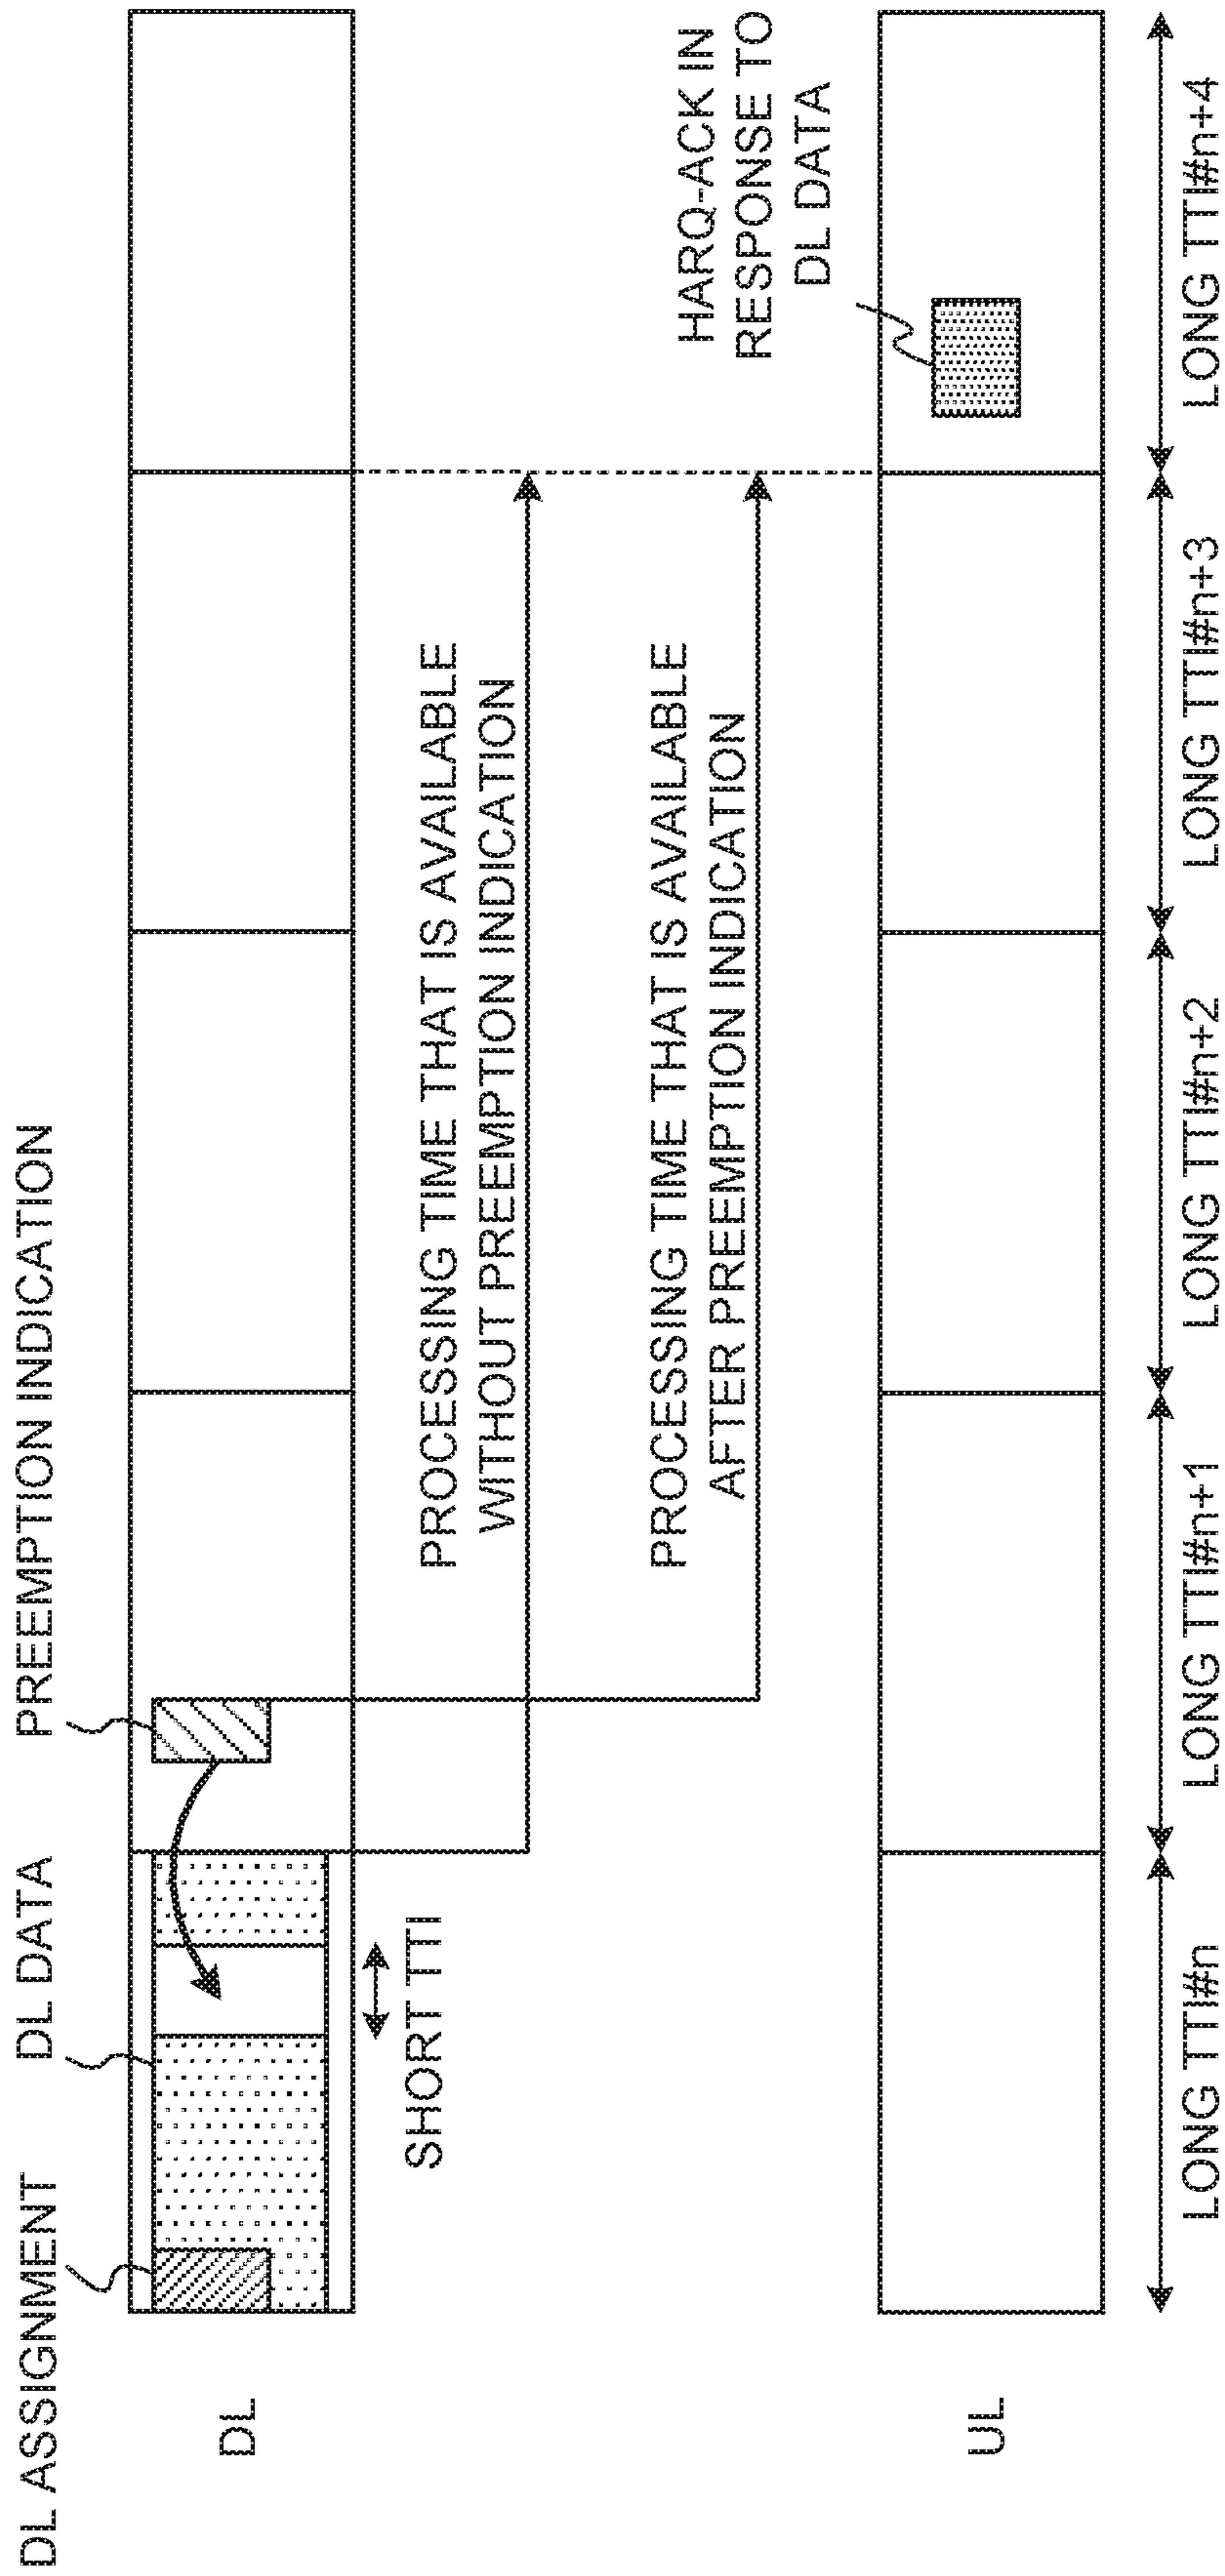 DL ASSIGNMENT
DL DATA
PREEMPTION INDICATION
DL
SHORT TTI
PROCESSING TIME THAT IS AVAILABLE
WITHOUT PREEMPTION INDICATION
PROCESSING TIME THAT IS AVAILABLE
AFTER PREEMPTION INDICATION
HARQ-ACK IN
RESPONSE TO
DL DATA
UL
LONG TTI#n
LONG TTI#n+1
LONG TTI#n+2
LONG TTI#n+3
LONG TTI#n+4